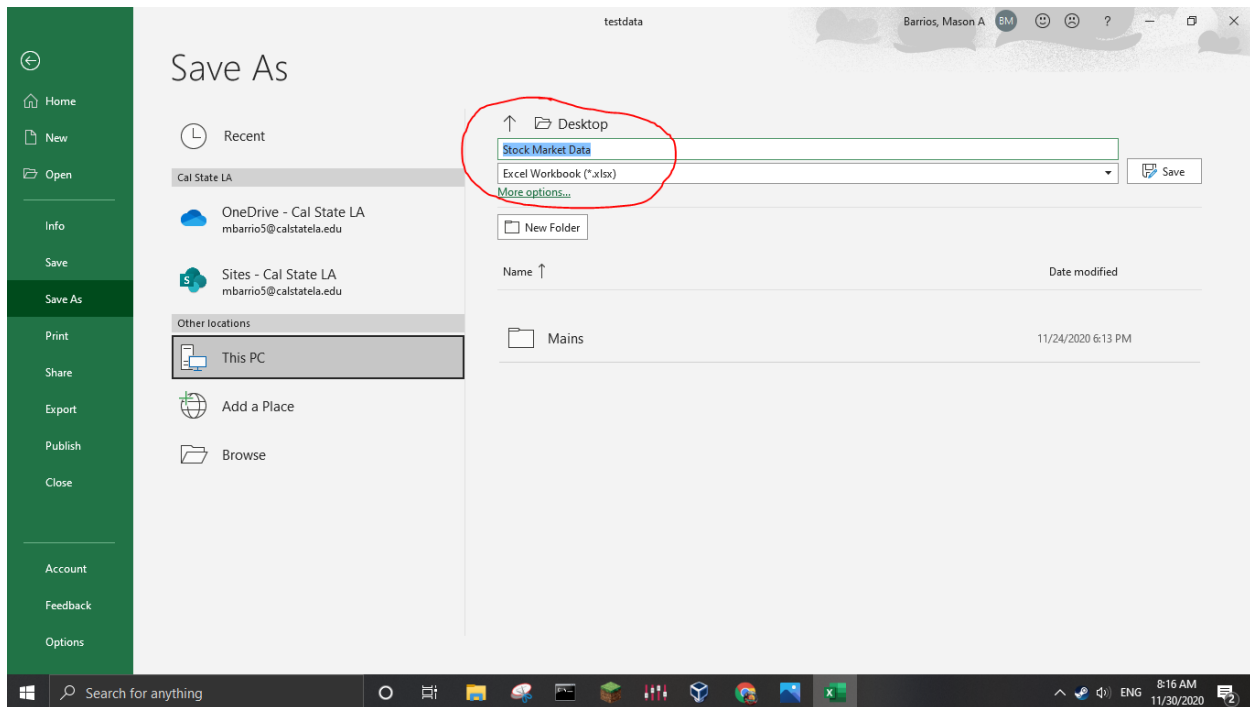 testdata
Barrios, Mason A BM ?
Save As
Home
New
Open
Info
Save
Save As
Print
Share
Export
Publish
Close
Account
Feedback
Options
Recent
Cal State LA
OneDrive - Cal State LA
mbarrio5@calstatela.edu
Sites - Cal State LA
mbarrio5@calstatela.edu
Other locations
This PC
Add a Place
Browse
Desktop
Stock Market Data
Excel Workbook (*.xlsx)
Save
More options...
New Folder
Name Date modified
Mains 11/24/2020 6:13 PM
Search for anything
ENG
8:16 AM
11/30/2020
2